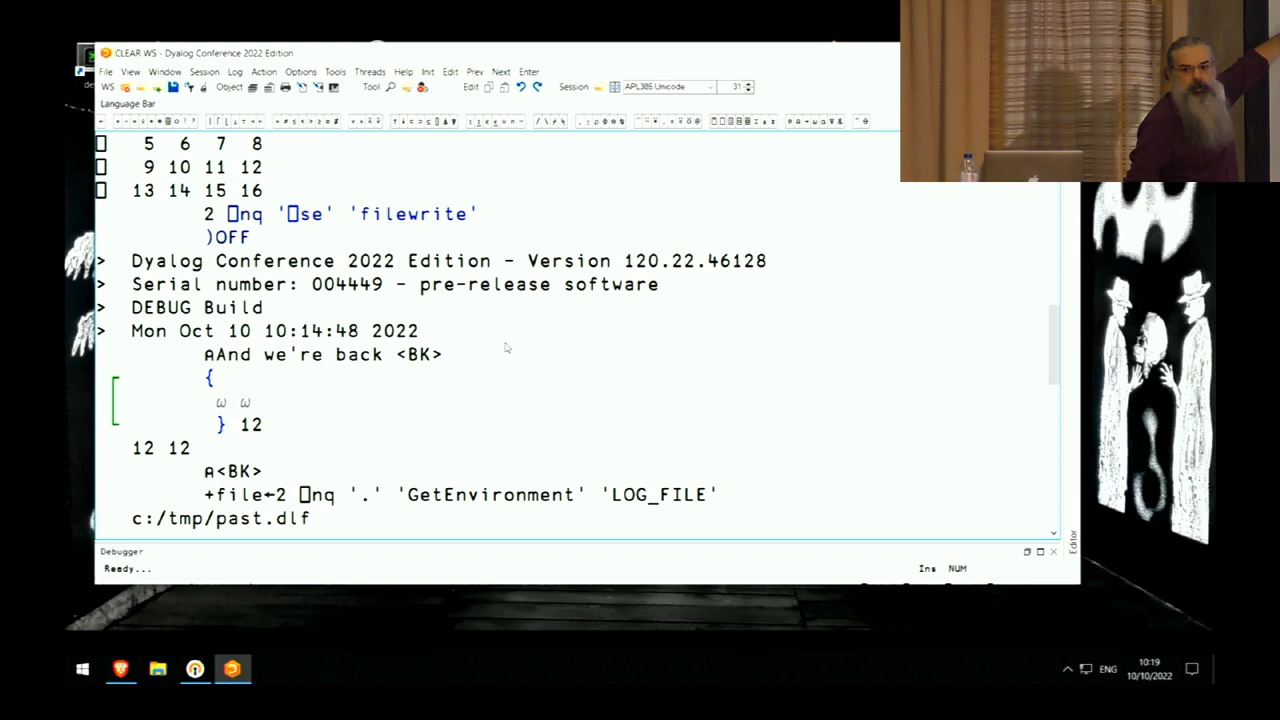 CLEAR WS - Dyalog Conference 2022 Edition
File View Window Session Log Action Options Tools Threads Help Init Edit Prev Next Enter
WS Object Tool Edit Session APL385 Unicode 31
Language Bar
5 6 7 8
9 10 11 12
13 14 15 16
2 ⎕nq '⎕se' 'filewrite'
)OFF
> Dyalog Conference 2022 Edition - Version 120.22.46128
> Serial number: 004449 - pre-release software
> DEBUG Build
> Mon Oct 10 10:14:48 2022
⍝And we're back <BK>
{
⍵ ⍵
} 12
12 12
⍝<BK>
+file←2 ⎕nq '.' 'GetEnvironment' 'LOG_FILE'
c:/tmp/past.dlf
Editor
Debugger
Ready...
Ins NUM
ENG
10:19
10/10/2022